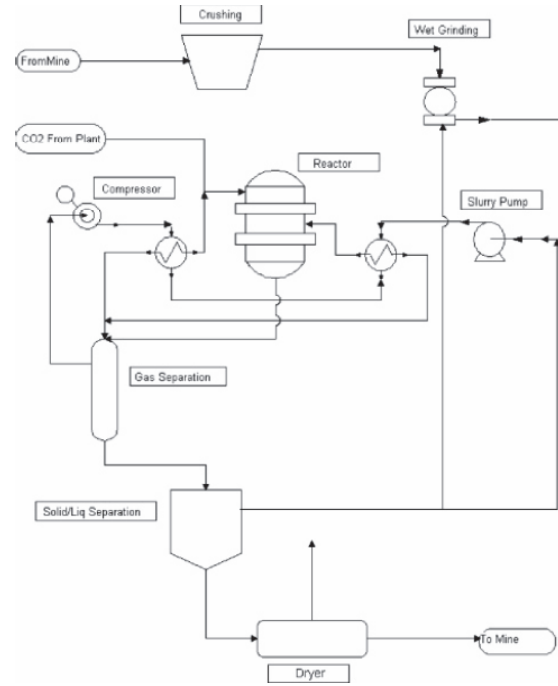 Crushing
Wet Grinding
FromMine
CO2 From Plant
Reactor
Compressor
Slurry Pump
Gas Separation
Solid/Liq Separation
To Mine
Dryer